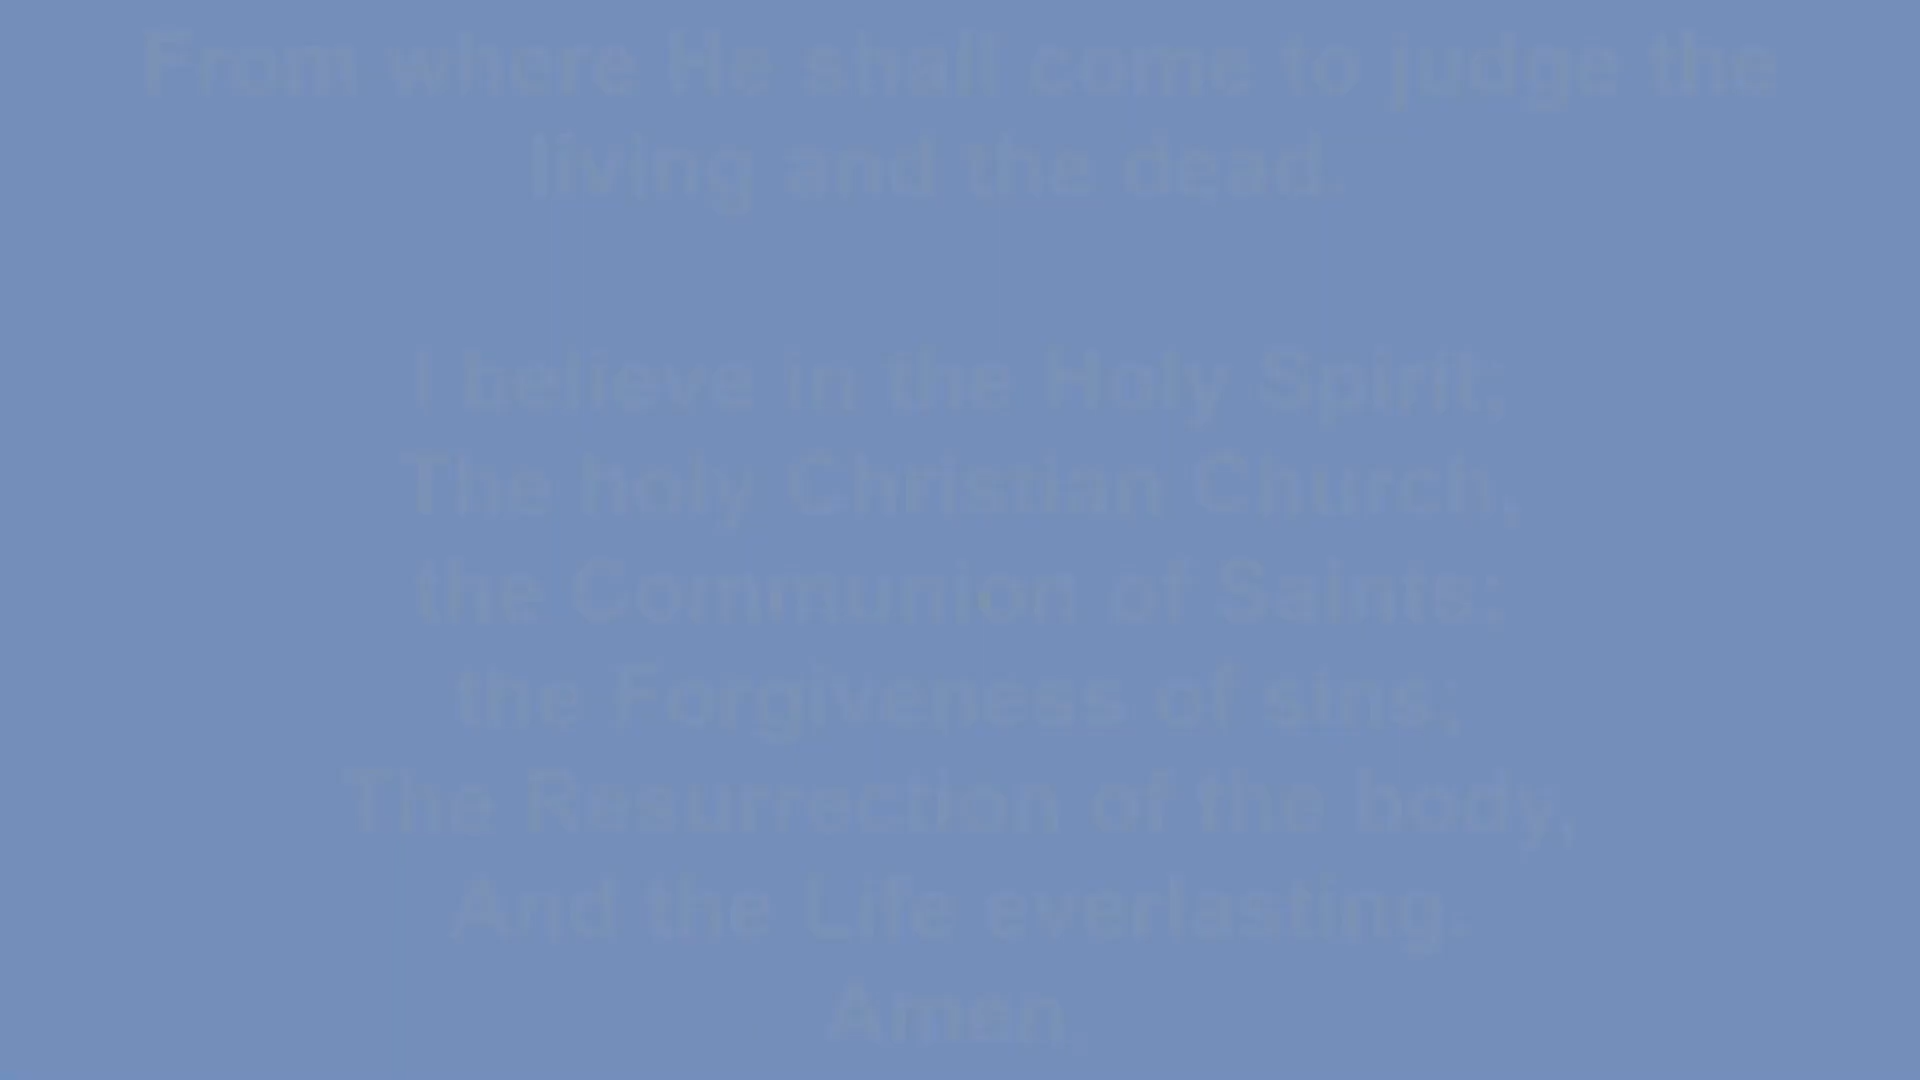 From where He shall come to judge the
living and the dead.
I believe in the Holy Spirit;
The holy Christian Church,
the Communion of Saints;
the Forgiveness of sins;
The Resurrection of the body,
And the Life everlasting.
Amen.